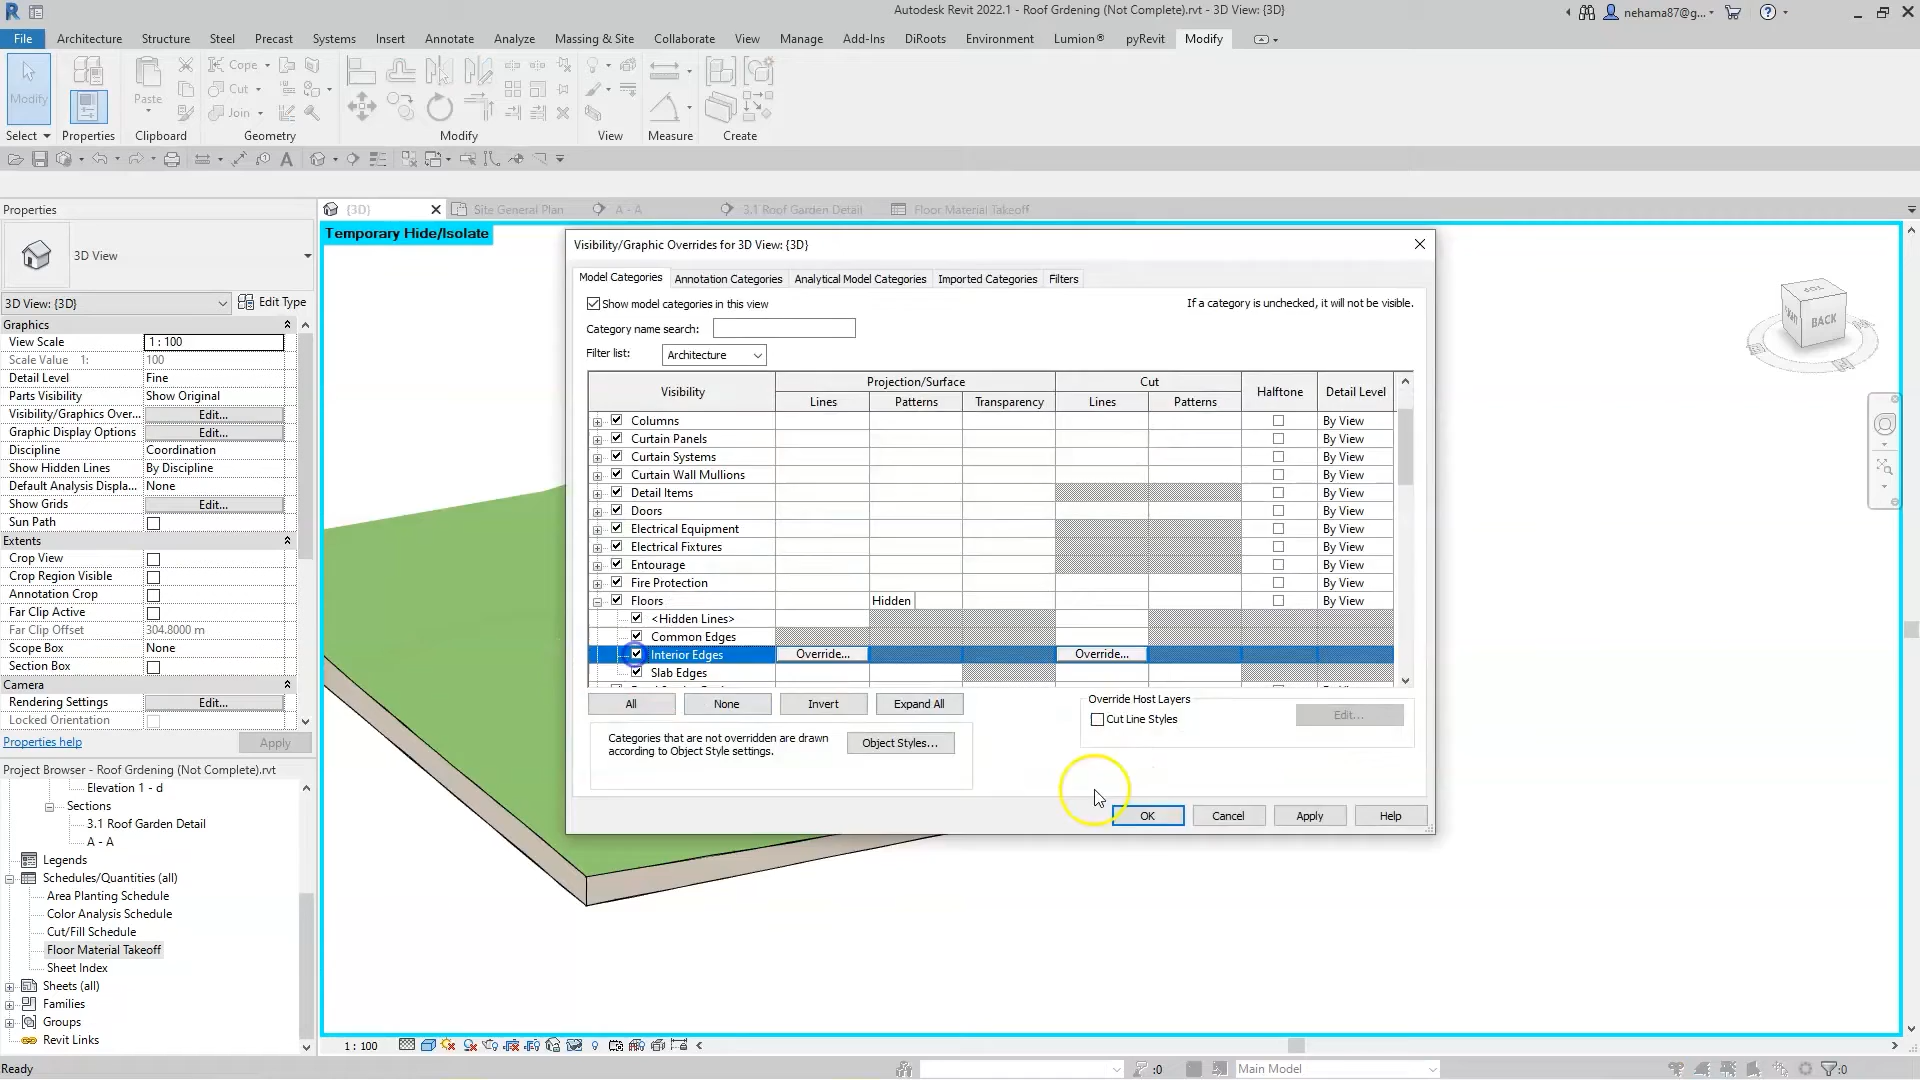 Autodesk Revit 2022.1 - Roof Grdening (Not Complete).rvt - 3D View: {3D}
nehama87@g...
File Architecture Structure Steel Precast Systems Insert Annotate Analyze Massing & Site Collaborate View Manage Add-Ins DiRoots Environment Lumion® pyRevit Modify
Modify Paste Cope Cut Join
Select Properties Clipboard Geometry Modify View Measure Create
Properties
{3D} Site General Plan A - A 3.1 Roof Garden Detail Floor Material Takeoff
3D View
3D View: {3D} Edit Type
Graphics
View Scale 1 : 100
Scale Value 1: 100
Detail Level Fine
Parts Visibility Show Original
Visibility/Graphics Over... Edit...
Graphic Display Options Edit...
Discipline Coordination
Show Hidden Lines By Discipline
Default Analysis Displa... None
Show Grids Edit...
Sun Path
Extents
Crop View
Crop Region Visible
Annotation Crop
Far Clip Active
Far Clip Offset 304.8000 m
Scope Box None
Section Box
Camera
Rendering Settings Edit...
Locked Orientation
Properties help Apply
Project Browser - Roof Grdening (Not Complete).rvt
Elevation 1 - d
Sections
3.1 Roof Garden Detail
A - A
Legends
Schedules/Quantities (all)
Area Planting Schedule
Color Analysis Schedule
Cut/Fill Schedule
Floor Material Takeoff
Sheet Index
Sheets (all)
Families
Groups
Revit Links
Temporary Hide/Isolate
Visibility/Graphic Overrides for 3D View: {3D}
Model Categories Annotation Categories Analytical Model Categories Imported Categories Filters
Show model categories in this view If a category is unchecked, it will not be visible.
Category name search:
Filter list: Architecture
Visibility Projection/Surface Cut Halftone Detail Level
Lines Patterns Transparency Lines Patterns
Columns By View
Curtain Panels By View
Curtain Systems By View
Curtain Wall Mullions By View
Detail Items By View
Doors By View
Electrical Equipment By View
Electrical Fixtures By View
Entourage By View
Fire Protection By View
Floors Hidden By View
<Hidden Lines>
Common Edges
Interior Edges Override... Override...
Slab Edges
All None Invert Expand All
Override Host Layers
Cut Line Styles Edit...
Categories that are not overridden are drawn
according to Object Style settings.
Object Styles...
OK Cancel Apply Help
BACK
TOP
1 : 100
Ready :0 Main Model :0